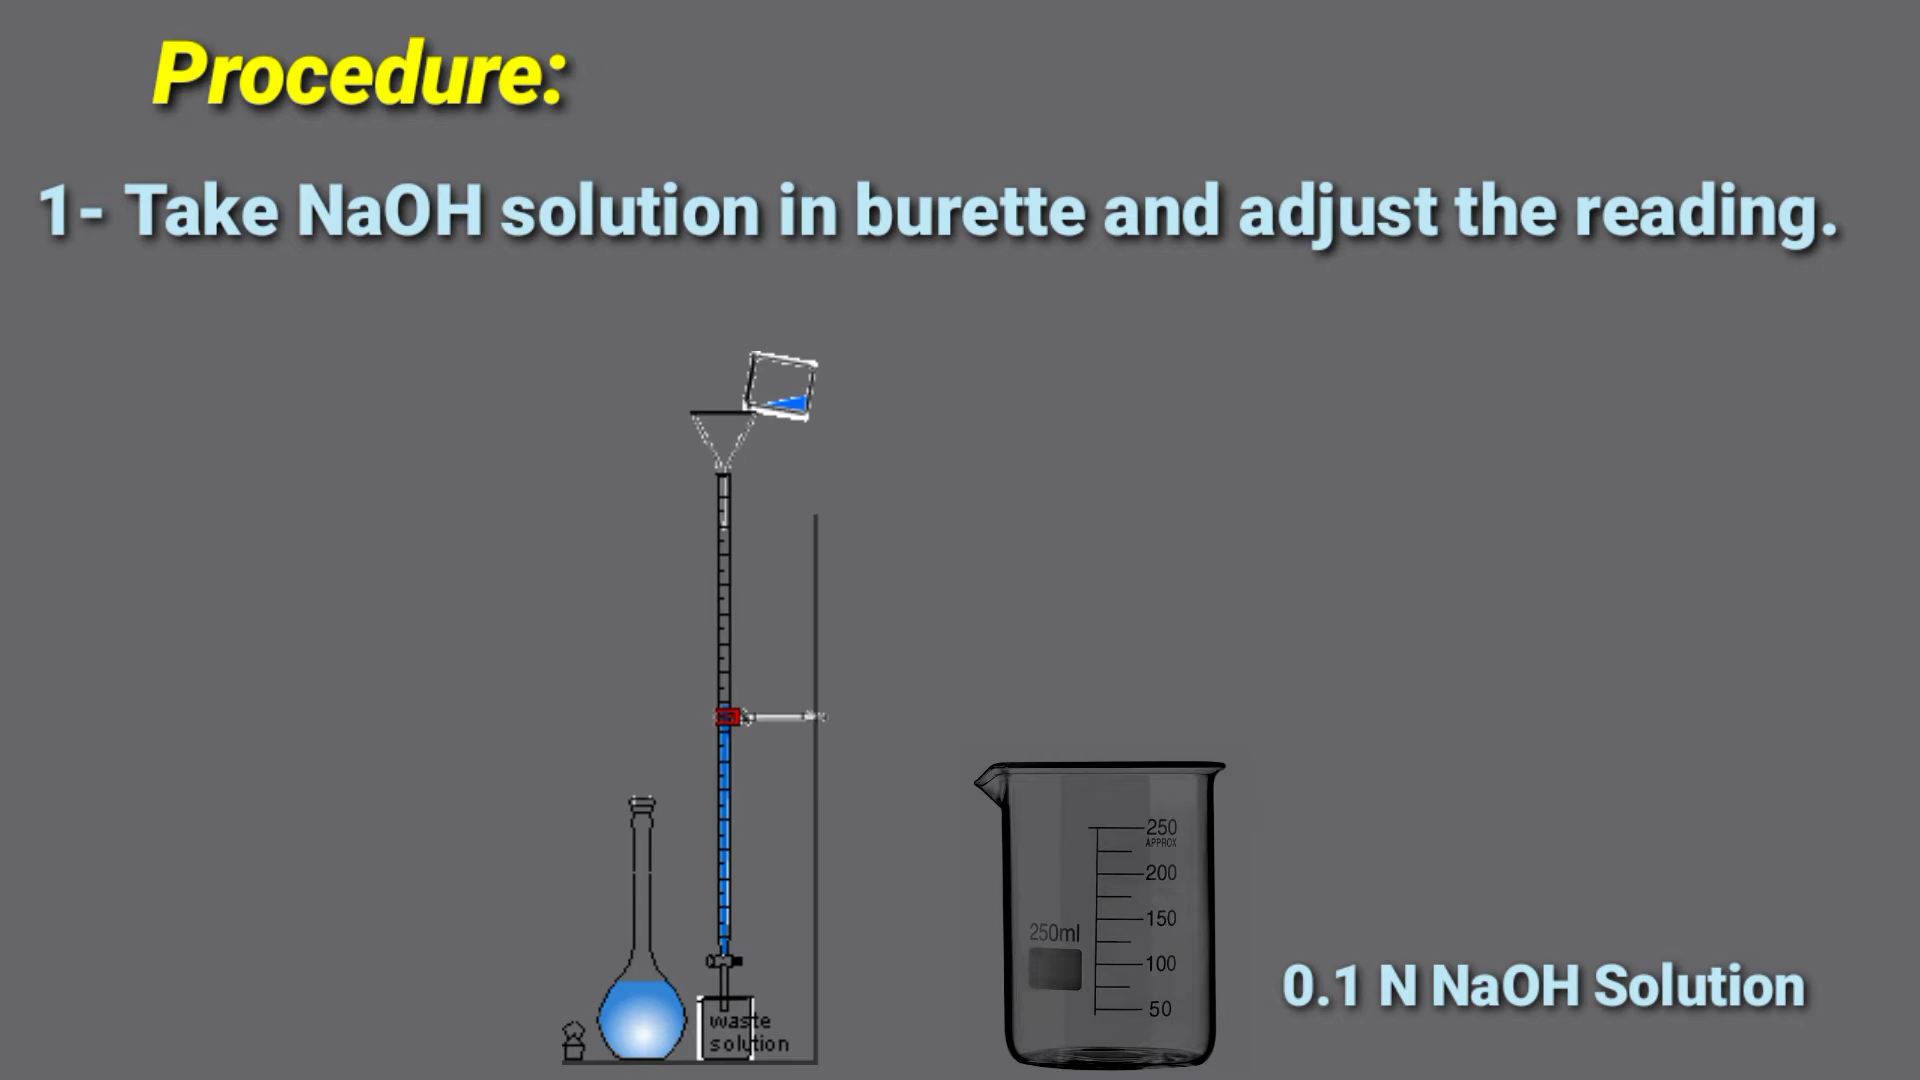 Procedure:
1- Take NaOH solution in burette and adjust the reading.
250
APPROX
200
150
250ml
100
50
0.1 N NaOH Solution
waste
solution